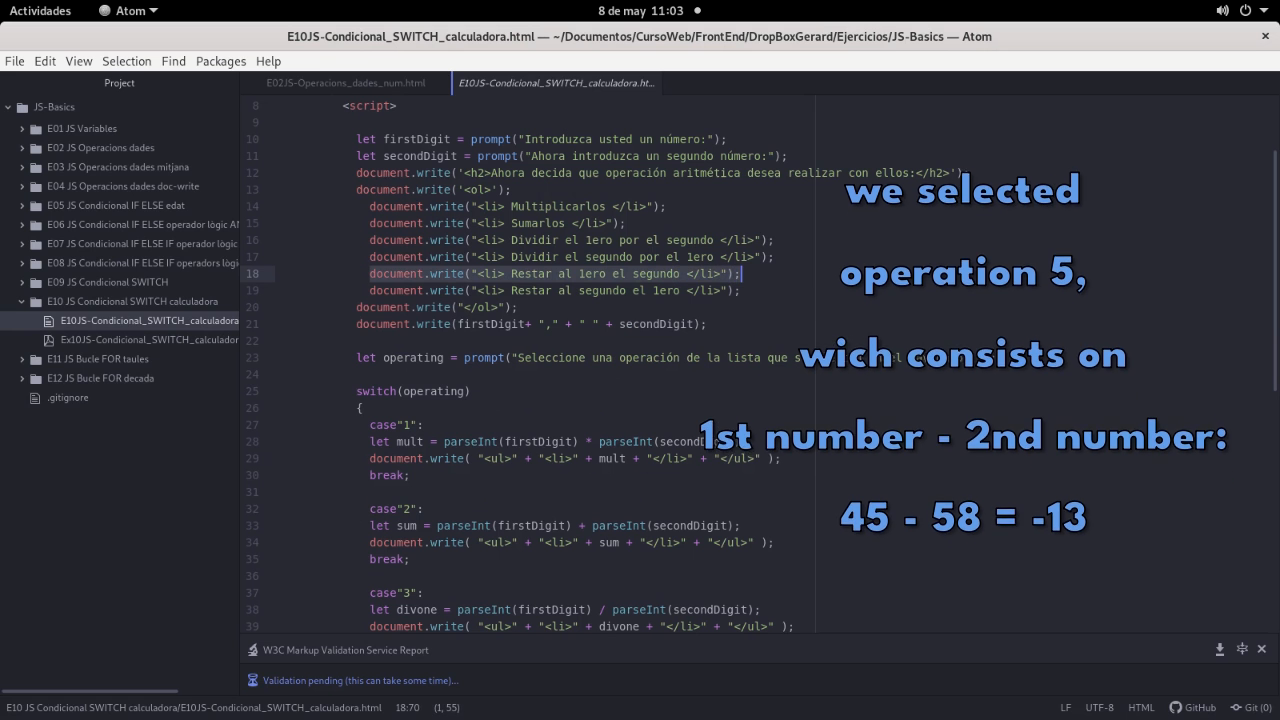 Actividades
Atom
8 de may 11:03
E10JS-Condicional_SWITCH_calculadora.html — ~/Documentos/CursoWeb/FrontEnd/DropBoxGerard/Ejercicios/JS-Basics — Atom
File Edit View Selection Find Packages Help
Project
E02JS-Operacions_dades_num.html
E10JS-Condicional_SWITCH_calculadora.ht...
JS-Basics
E01 JS Variables
E02 JS Operacions dades
E03 JS Operacions dades mitjana
E04 JS Operacions dades doc-write
E05 JS Condicional IF ELSE edat
E06 JS Condicional IF ELSE operador lògic AN
E07 JS Condicional IF ELSE IF operador lògic
E08 JS Condicional IF ELSE IF operadors lògi
E09 JS Condicional SWITCH
E10 JS Condicional SWITCH calculadora
E10JS-Condicional_SWITCH_calculadora
Ex10JS-Condicional_SWITCH_calculador
E11 JS Bucle FOR taules
E12 JS Bucle FOR decada
.gitignore
8 <script>
9
10 let firstDigit = prompt("Introduzca usted un número:");
11 let secondDigit = prompt("Ahora introduzca un segundo número:");
12 document.write('<h2>Ahora decida que operación aritmética desea realizar con ellos:</h2>')
13 document.write('<ol>');
14 document.write("<li> Multiplicarlos </li>");
15 document.write("<li> Sumarlos </li>");
16 document.write("<li> Dividir el 1ero por el segundo </li>");
17 document.write("<li> Dividir el segundo por el 1ero </li>");
18 document.write("<li> Restar al 1ero el segundo </li>");
19 document.write("<li> Restar al segundo el 1ero </li>");
20 document.write("</ol>");
21 document.write(firstDigit+ "," + " " + secondDigit);
22
23 let operating = prompt("Seleccione una operación de la lista que
24
25 switch(operating)
26 {
27 case"1":
28 let mult = parseInt(firstDigit) * parseInt(
29 document.write( "<ul>" + "<li>" + mult + "</li>" + "</ul>" );
30 break;
31
32 case"2":
33 let sum = parseInt(firstDigit) + parseInt(secondDigit);
34 document.write( "<ul>" + "<li>" + sum + "</li>" + "</ul>" );
35 break;
36
37 case"3":
38 let divone = parseInt(firstDigit) / parseInt(secondDigit);
39 document.write( "<ul>" + "<li>" + divone + "</li>" + "</ul>" );
we selected
operation 5,
wich consists on
1st number - 2nd number:
45 - 58 = -13
W3C Markup Validation Service Report
Validation pending (this can take some time)...
E10 JS Condicional SWITCH calculadora/E10JS-Condicional_SWITCH_calculadora.html 18:70 (1, 55)
LF UTF-8 HTML GitHub Git (0)